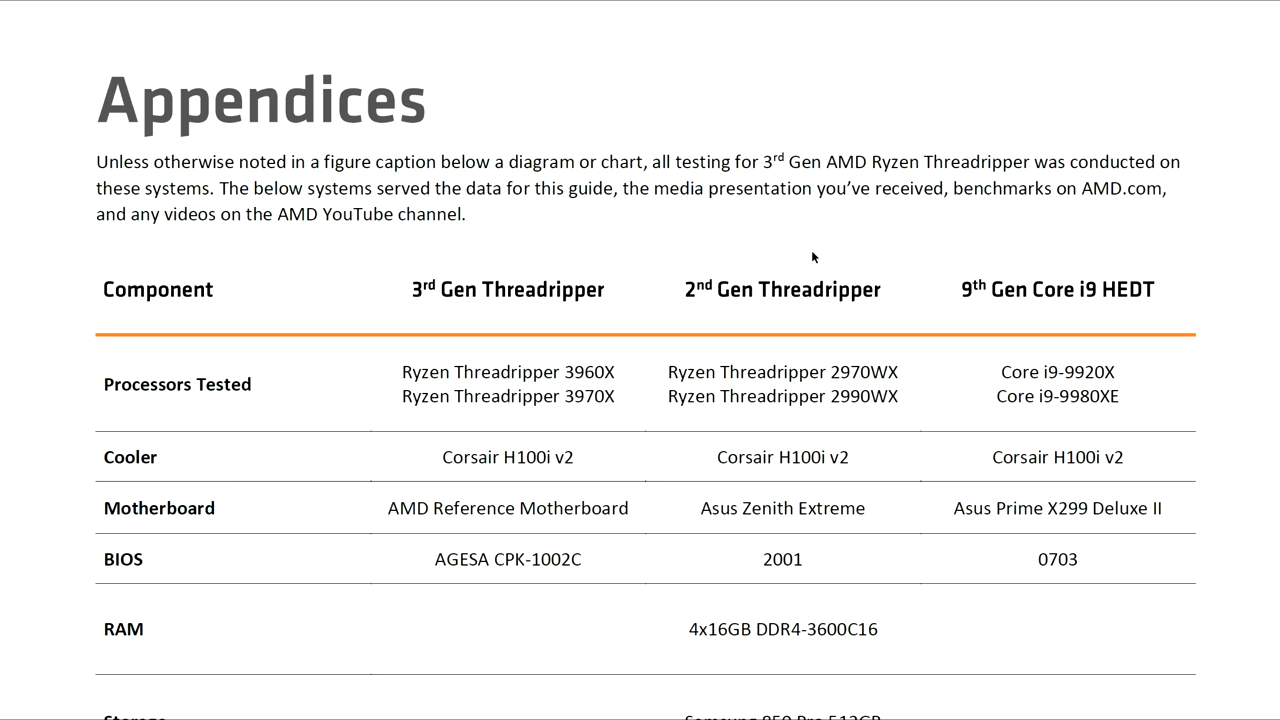 Appendices
Unless otherwise noted in a figure caption below a diagram or chart, all testing for 3rd Gen AMD Ryzen Threadripper was conducted on
these systems. The below systems served the data for this guide, the media presentation you’ve received, benchmarks on AMD.com,
and any videos on the AMD YouTube channel.
Component 3rd Gen Threadripper 2nd Gen Threadripper 9th Gen Core i9 HEDT
Processors Tested
Ryzen Threadripper 3960X Ryzen Threadripper 2970WX Core i9-9920X
Ryzen Threadripper 3970X Ryzen Threadripper 2990WX Core i9-9980XE
Cooler Corsair H100i v2 Corsair H100i v2 Corsair H100i v2
Motherboard AMD Reference Motherboard Asus Zenith Extreme Asus Prime X299 Deluxe II
BIOS AGESA CPK-1002C 2001 0703
RAM 4x16GB DDR4-3600C16